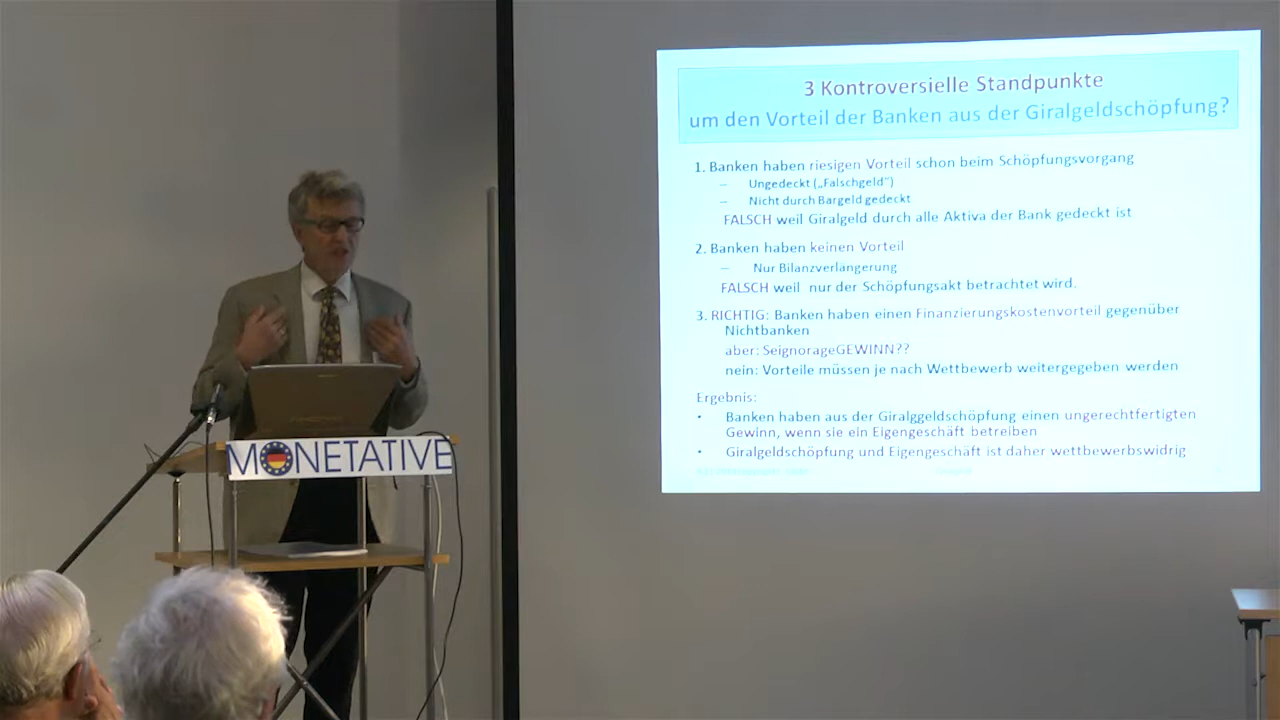 MONETATIVE
3 Kontroversielle Standpunkte
um den Vorteil der Banken aus der Giralgeldschöpfung?
1. Banken haben riesigen Vorteil schon beim Schöpfungsvorgang
– Ungedeckt („Falschgeld")
– Nicht durch Bargeld gedeckt
FALSCH weil Giralgeld durch alle Aktiva der Bank gedeckt ist
2. Banken haben keinen Vorteil
– Nur Bilanzverlängerung
FALSCH weil nur der Schöpfungsakt betrachtet wird.
3. RICHTIG: Banken haben einen Finanzierungskostenvorteil gegenüber
Nichtbanken
aber: SeignorageGEWINN??
nein: Vorteile müssen je nach Wettbewerb weitergegeben werden
Ergebnis:
• Banken haben aus der Giralggeldschöpfung einen ungerechtfertigten
Gewinn, wenn sie ein Eigengeschäft betreiben
• Giralgeldschöpfung und Eigengeschäft ist daher wettbewerbswidrig